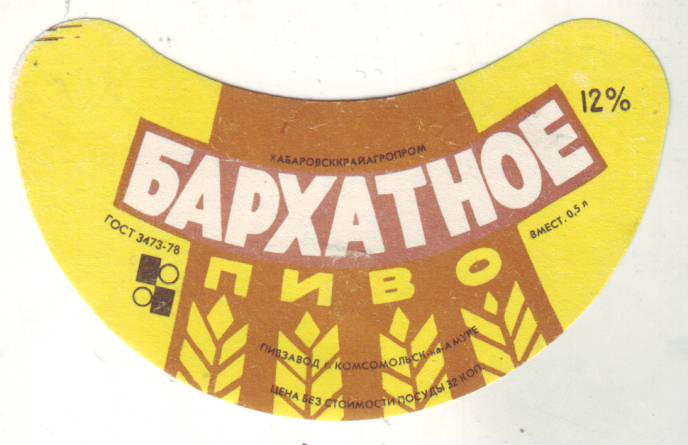 12%
ХАБАРОВСККРАЙАГРОПРОМ
БАРХАТНОЕ
ГОСТ 3473-78
ВМЕСТ. 0,5 л
ПИВО
ПИВЗАВОД г. КОМСОМОЛЬСК-на-АМУРЕ
ЦЕНА БЕЗ СТОИМОСТИ ПОСУДЫ 32 КОП.